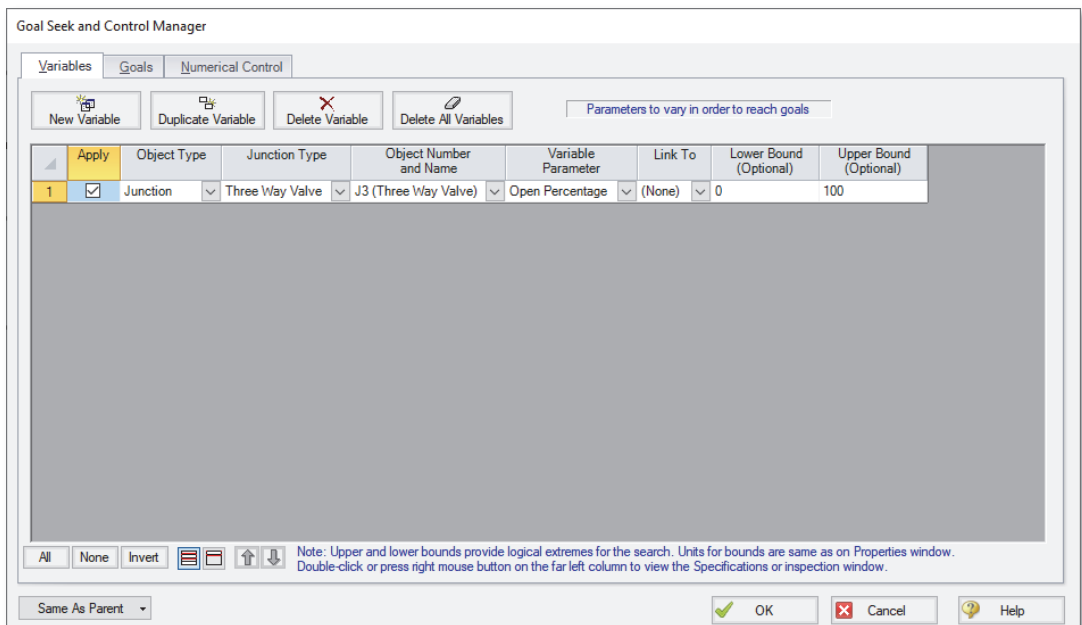 Goal Seek and Control Manager
Variables Goals Numerical Control
New Variable Duplicate Variable Delete Variable Delete All Variables Parameters to vary in order to reach goals
Apply Object Type Junction Type Object Number and Name Variable Parameter Link To Lower Bound (Optional) Upper Bound (Optional)
1 Junction Three Way Valve J3 (Three Way Valve) Open Percentage (None) 0 100
All None Invert Note: Upper and lower bounds provide logical extremes for the search. Units for bounds are same as on Properties window.
Double-click or press right mouse button on the far left column to view the Specifications or inspection window.
Same As Parent OK Cancel Help